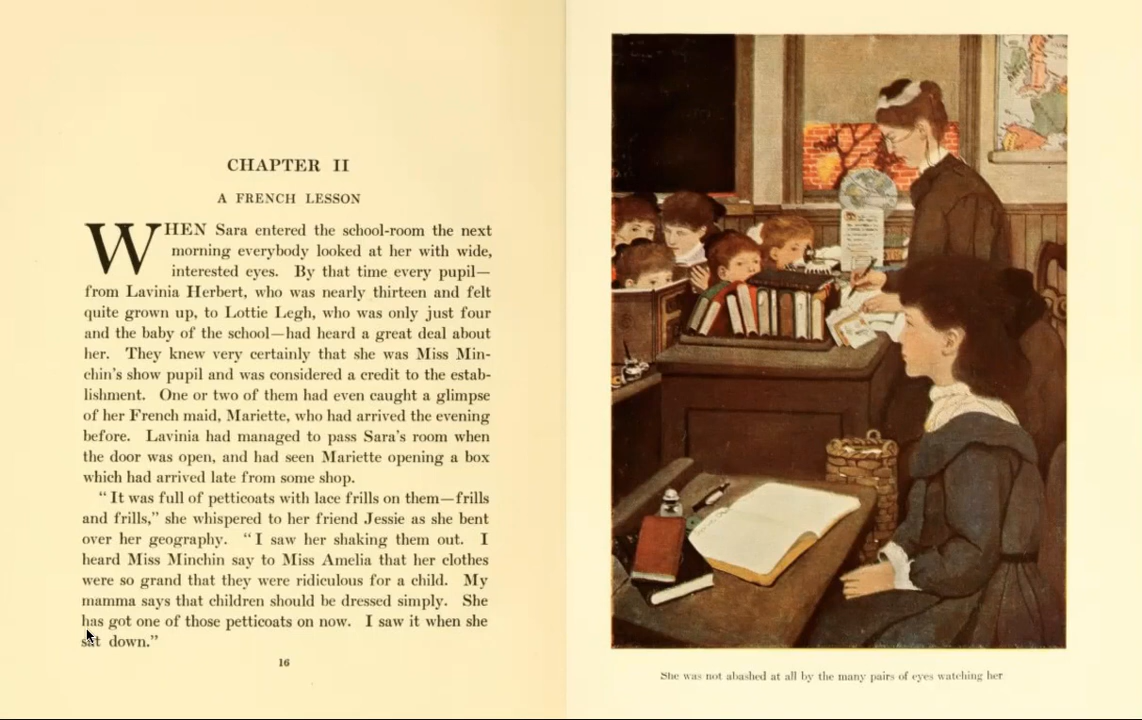 CHAPTER II
A FRENCH LESSON
WHEN Sara entered the school-room the next
morning everybody looked at her with wide,
interested eyes. By that time every pupil—
from Lavinia Herbert, who was nearly thirteen and felt
quite grown up, to Lottie Legh, who was only just four
and the baby of the school—had heard a great deal about
her. They knew very certainly that she was Miss Min-
chin's show pupil and was considered a credit to the estab-
lishment. One or two of them had even caught a glimpse
of her French maid, Mariette, who had arrived the evening
before. Lavinia had managed to pass Sara's room when
the door was open, and had seen Mariette opening a box
which had arrived late from some shop.
"It was full of petticoats with lace frills on them—frills
and frills," she whispered to her friend Jessie as she bent
over her geography. "I saw her shaking them out. I
heard Miss Minchin say to Miss Amelia that her clothes
were so grand that they were ridiculous for a child. My
mamma says that children should be dressed simply. She
has got one of those petticoats on now. I saw it when she
sat down."
16
She was not abashed at all by the many pairs of eyes watching her